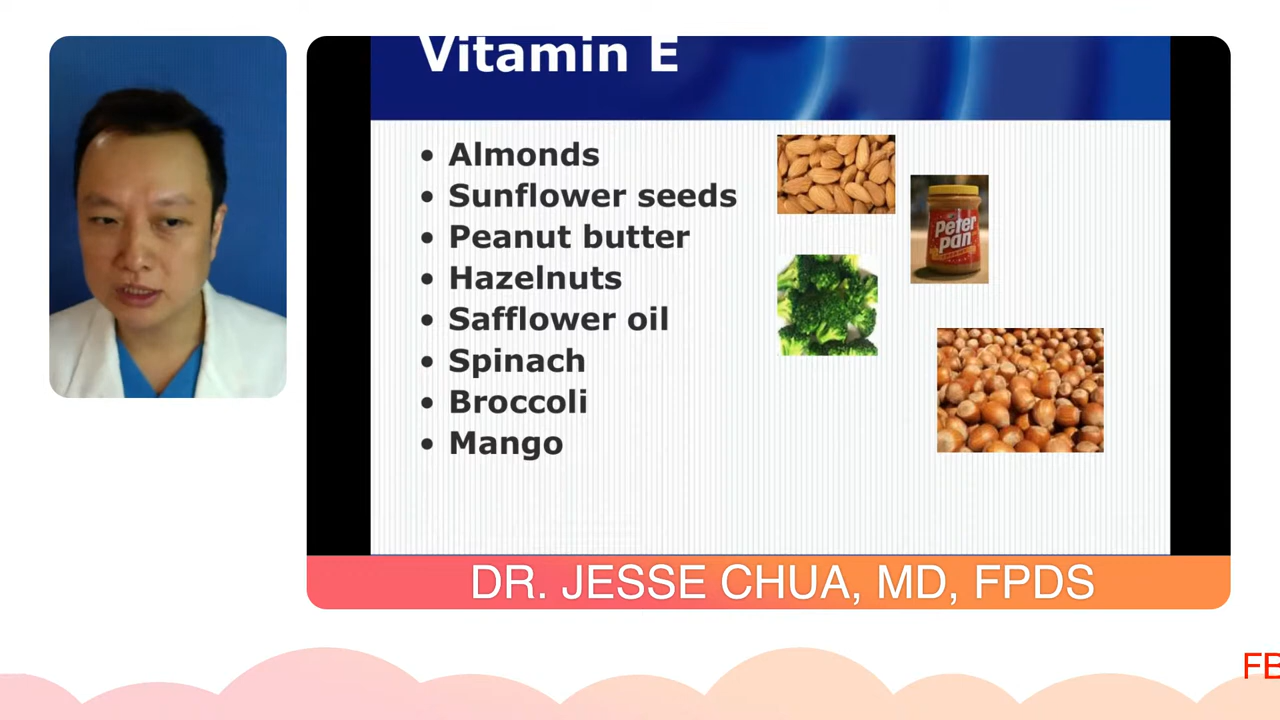 Vitamin E
• Almonds
• Sunflower seeds
• Peanut butter
• Hazelnuts
• Safflower oil
• Spinach
• Broccoli
• Mango
Peter
pan
DR. JESSE CHUA, MD, FPDS
FB